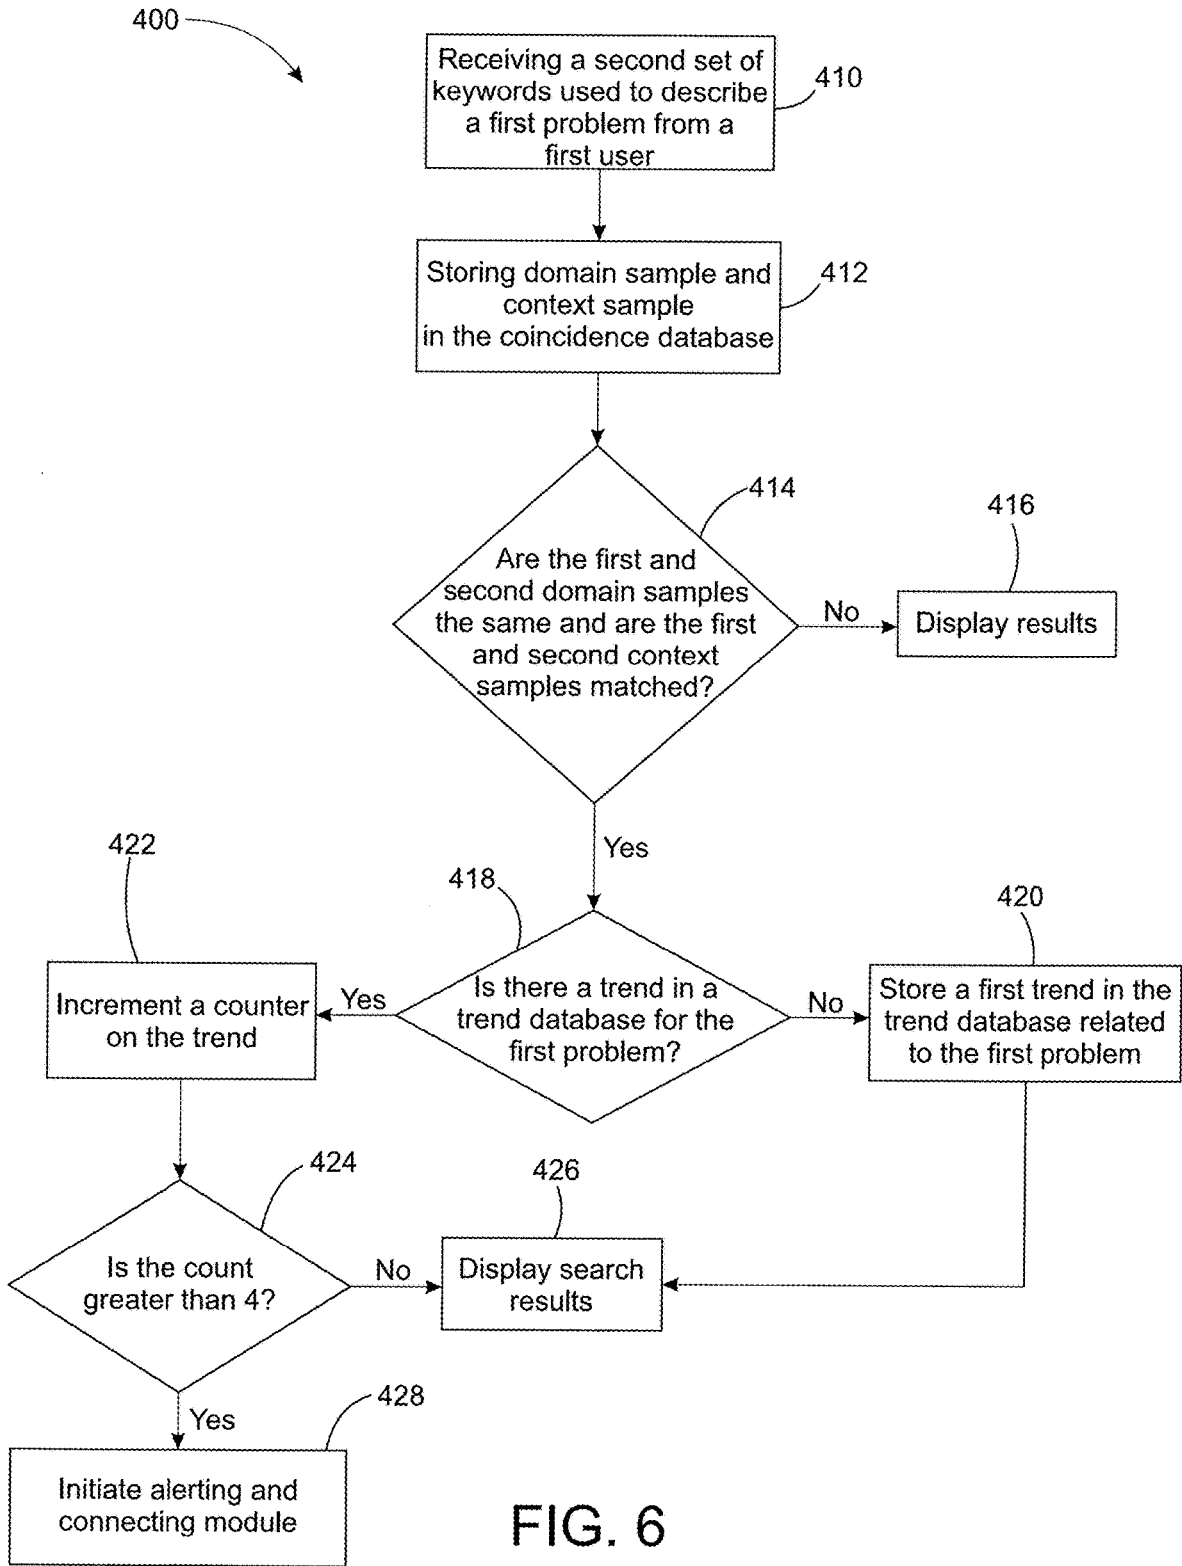 400
Receiving a second set of
keywords used to describe
a first problem from a
first user
410
Storing domain sample and
context sample
in the coincidence database
412
414
Are the first and
second domain samples
the same and are the first
and second context
samples matched?
No
416
Display results
Yes
422
418
420
Increment a counter
on the trend
Yes
Is there a trend in a
trend database for the
first problem?
No
Store a first trend in the
trend database related
to the first problem
424
426
Is the count
greater than 4?
No
Display search
results
Yes
428
Initiate alerting and
connecting module
FIG. 6